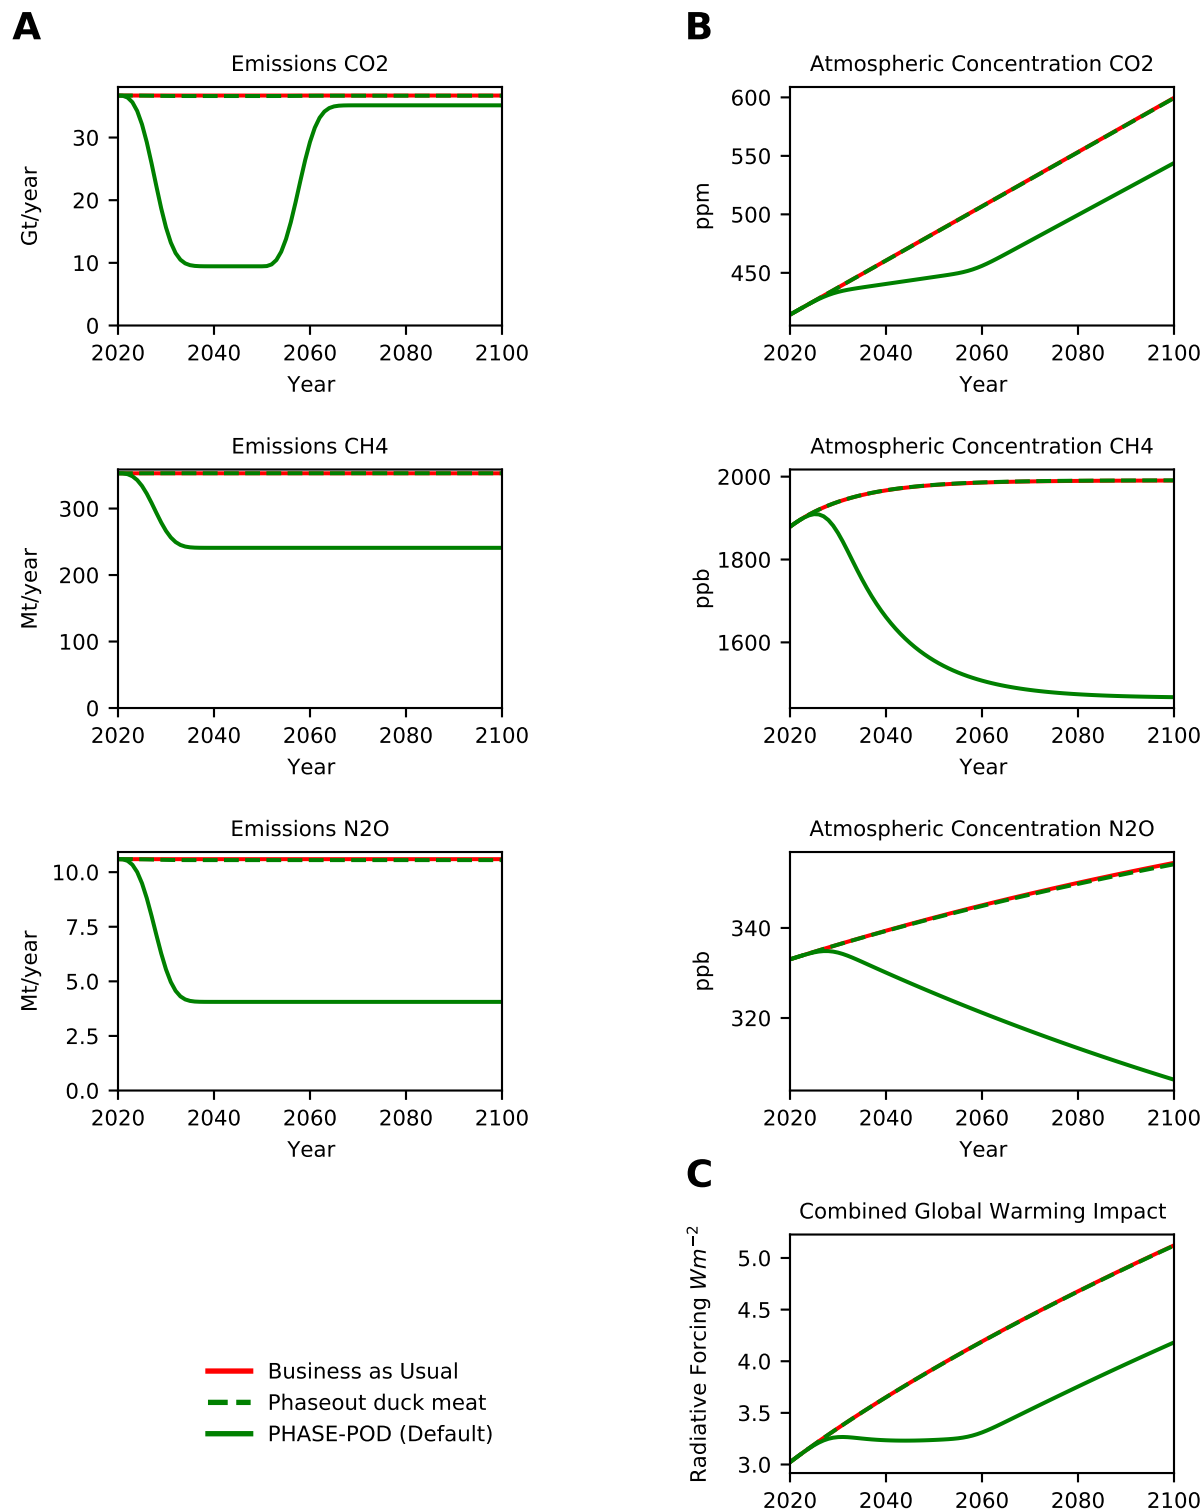 A
B
Emissions CO2
Gt/year
30
20
10
0
2020 2040 2060 2080 2100
Year
Atmospheric Concentration CO2
ppm
600
550
500
450
2020 2040 2060 2080 2100
Year
Emissions CH4
Mt/year
300
200
100
0
2020 2040 2060 2080 2100
Year
Atmospheric Concentration CH4
ppb
2000
1800
1600
2020 2040 2060 2080 2100
Year
Emissions N2O
Mt/year
10.0
7.5
5.0
2.5
0.0
2020 2040 2060 2080 2100
Year
Atmospheric Concentration N2O
ppb
340
320
2020 2040 2060 2080 2100
Year
C
Combined Global Warming Impact
Radiative Forcing Wm⁻²
5.0
4.5
4.0
3.5
3.0
2020 2040 2060 2080 2100
Business as Usual
Phaseout duck meat
PHASE-POD (Default)